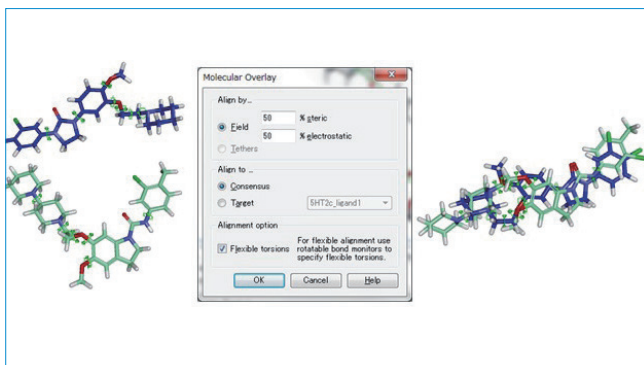 Molecular Overlay
x
Align by...
Field
50
% steric
50
% electrostatic
Tethers
Align to ...
Consensus
Target
5HT2c_ligand1
Alignment option
Flexible torsions
For flexible alignment use
rotatable bond monitors to
specify flexible torsions.
OK
Cancel
Help